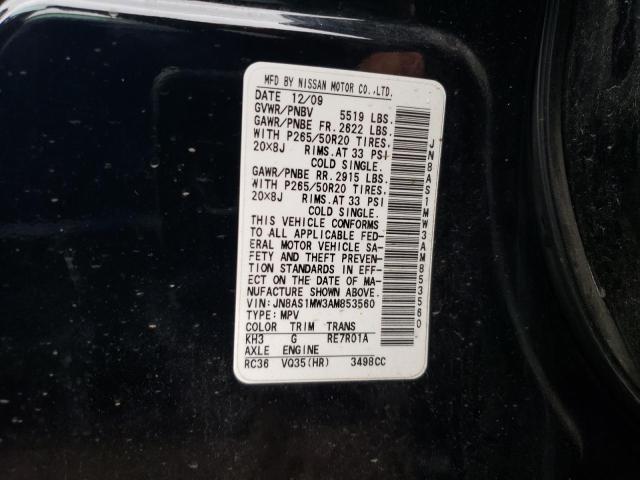 MFD BY NISSAN MOTOR CO.,LTD.
DATE 12/09
GVWR/PNBV 5519 LBS.
GAWR/PNBE FR. 2622 LBS.
WITH P265/50R20 TIRES.
20X8J RIMS. AT 33 PSI
COLD SINGLE.
GAWR/PNBE RR. 2915 LBS.
WITH P265/50R20 TIRES.
20X8J RIMS. AT 33 PSI
COLD SINGLE.
THIS VEHICLE CONFORMS
TO ALL APPLICABLE FED-
ERAL MOTOR VEHICLE SA-
FETY AND THEFT PREVEN-
TION STANDARDS IN EFF-
ECT ON THE DATE OF MA-
NUFACTURE SHOWN ABOVE.
VIN: JN8AS1MW3AM853560
TYPE: MPV
COLOR TRIM TRANS
KH3 G RE7R01A
AXLE ENGINE
RC36 VQ35(HR) 3498CC
JN8AS1MW3AM853560